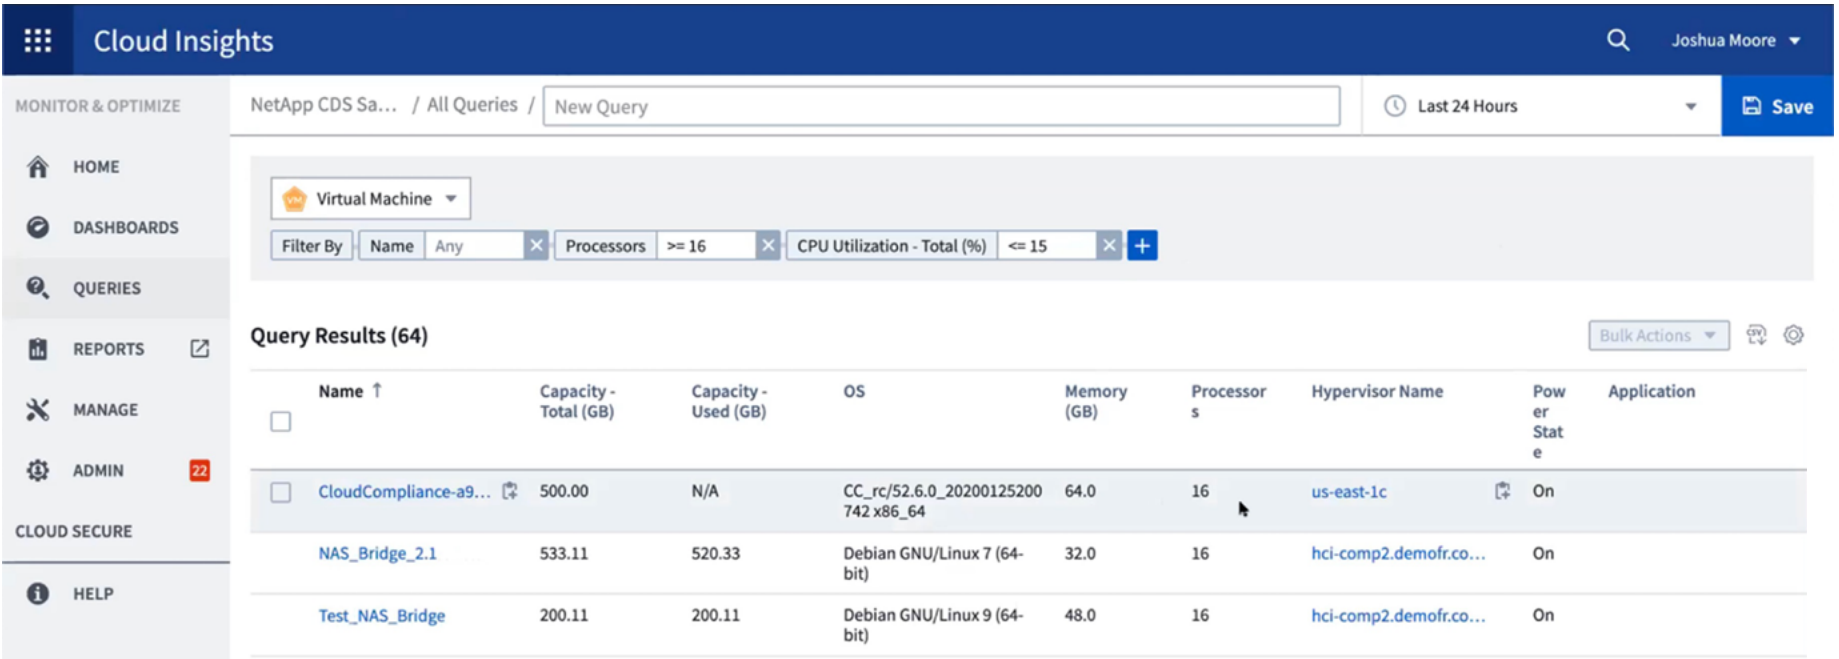 Cloud Insights
Joshua Moore
MONITOR & OPTIMIZE
NetApp CDS Sa... / All Queries / New Query
Last 24 Hours
Save
HOME
DASHBOARDS
QUERIES
REPORTS
MANAGE
ADMIN 22
CLOUD SECURE
HELP
VM Virtual Machine
Filter By Name Any Processors >= 16 CPU Utilization - Total (%) <= 15
Query Results (64)
Bulk Actions
CSV
Name Capacity - Total (GB) Capacity - Used (GB) OS Memory (GB) Processors Hypervisor Name Power State Application
CloudCompliance-a9... 500.00 N/A CC_rc/52.6.0_20200125200 64.0 16 us-east-1c On
742 x86_64
NAS_Bridge_2.1 533.11 520.33 Debian GNU/Linux 7 (64- 32.0 16 hci-comp2.demofr.co... On
bit)
Test_NAS_Bridge 200.11 200.11 Debian GNU/Linux 9 (64- 48.0 16 hci-comp2.demofr.co... On
bit)